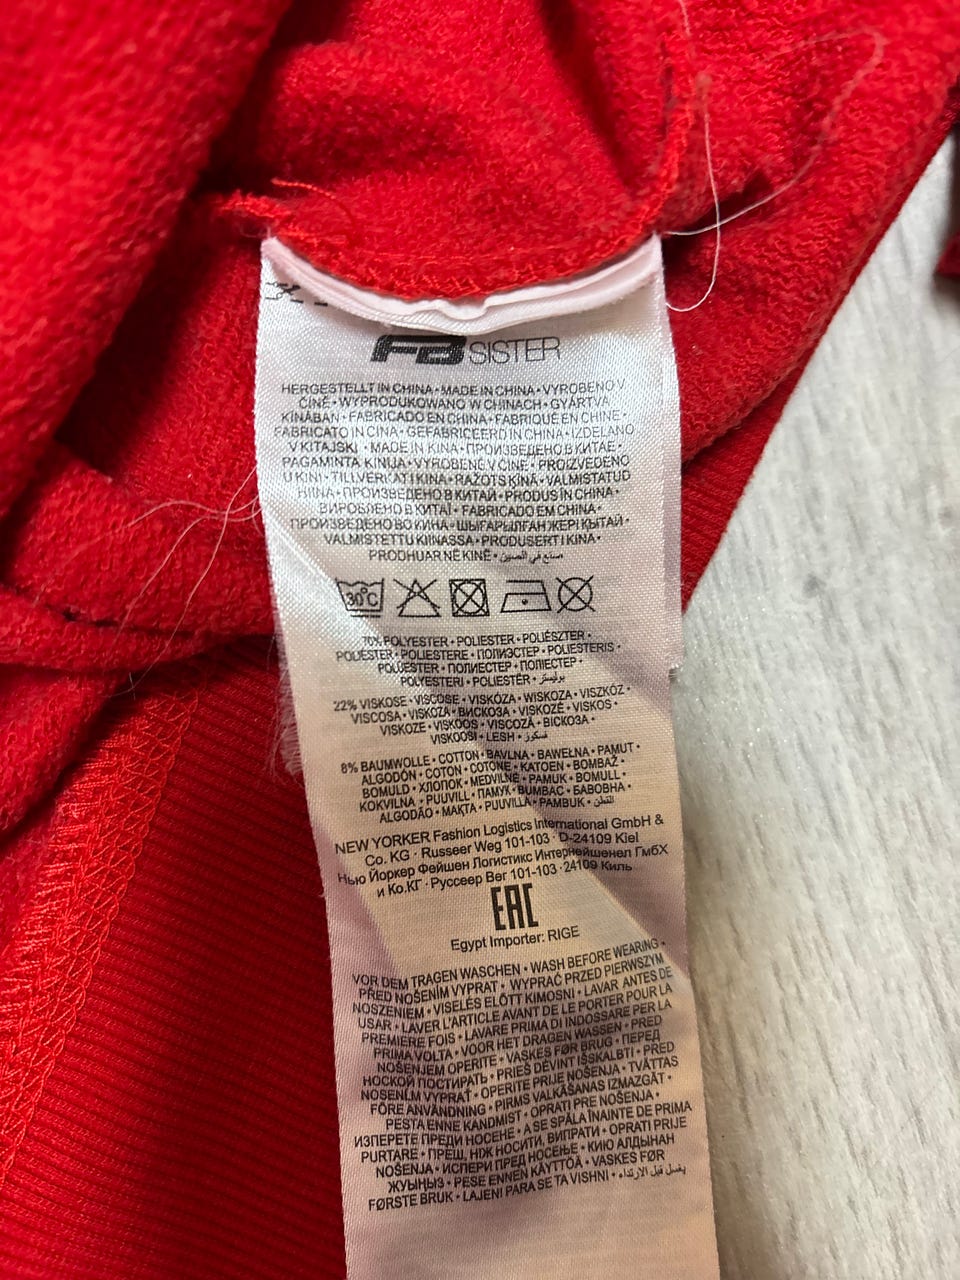 FB SISTER
HERGESTELLT IN CHINA • MADE IN CHINA • VYROBENO V
ČÍNĚ • WYPRODUKOWANO W CHINACH • GYÁRTVA
KÍNÁBAN • FABRICADO EN CHINA • FABRIQUÉ EN CHINE •
FABRICATO IN CINA • GEFABRICEERD IN CHINA • IZDELANO
V KITAJSKI • MADE IN KINA • ПРОИЗВЕДЕНО В КИТАЕ •
PAGAMINTA KINIJA • VYROBENÉ V ČÍNE • PROIZVEDENO
U KINI • TILLVERKAT I KINA • RAŽOTS ĶĪNĀ • VALMISTATUD
HIINA • ПРОИЗВЕДЕНО В КИТАЙ • PRODUS ÎN CHINA •
ВИРОБЛЕНО В КИТАЇ • FABRICADO EM CHINA •
ПРОИЗВЕДЕНО ВО КИНА • ШЫҒАРЫЛҒАН ЖЕРІ ҚЫТАЙ •
VALMISTETTU KIINASSA • PRODUSERT I KINA •
PRODHUAR NË KINË • صنع في الصين
30°C
70% POLYESTER • POLIESTER • POLIÉSZTER •
POLIÉSTER • POLIESTERE • ПОЛИЭСТЕР • POLIESTERIS •
POLÜESTER • ПОЛИЕСТЕР • ПОЛІЕСТЕР •
POLYESTERI • POLIESTËR • بوليستر
22% VISKOSE • VISCOSE • VISKÓZA • WISKOZA • VISZKÓZ •
VISCOSA • VISKOZA • ВИСКОЗА • VISKOZĖ • VISKOS •
VISKOZE • VISKOOS • VISCOZĂ • ВІСКОЗА •
VISKOOSI • LESH • فسكوز
8% BAUMWOLLE • COTTON • BAVLNA • BAWEŁNA • PAMUT •
ALGODÓN • COTON • COTONE • KATOEN • BOMBAŽ •
BOMULD • ХЛОПОК • MEDVILNĖ • PAMUK • BOMULL •
KOKVILNA • PUUVILL • ПАМУК • BUMBAC • БАВОВНА •
ALGODÃO • МАҚТА • PUUVILLA • PAMBUK • القطن
NEW YORKER Fashion Logistics International GmbH &
Co. KG · Russeer Weg 101-103 · D-24109 Kiel
Нью Йоркер Фейшен Логистикс Интернейшенел ГмбХ
и Ко.КГ · Руссеер Вег 101-103 · 24109 Киль
EAC
Egypt Importer: RIGE
VOR DEM TRAGEN WASCHEN • WASH BEFORE WEARING •
PŘED NOŠENÍM VYPRAT • WYPRAĆ PRZED PIERWSZYM
NOSZENIEM • VISELÉS ELŐTT KIMOSNI • LAVAR ANTES DE
USAR • LAVER L'ARTICLE AVANT DE LE PORTER POUR LA
PREMIÈRE FOIS • LAVARE PRIMA DI INDOSSARE PER LA
PRIMA VOLTA • VOOR HET DRAGEN WASSEN • PRED
NOŠENJEM OPERITE • VASKES FØR BRUG • ПЕРЕД
НОСКОЙ ПОСТИРАТЬ • PRIEŠ DĖVINT IŠSKALBTI • PRED
NOSENÍM VYPRAŤ • OPERITE PRIJE NOŠENJA • TVÄTTAS
FÖRE ANVÄNDNING • PIRMS VALKĀŠANAS IZMAZGĀT •
PESTA ENNE KANDMIST • OPRATI PRE NOŠENJA •
ИЗПЕРЕТЕ ПРЕДИ НОСЕНЕ • A SE SPĂLA ÎNAINTE DE PRIMA
PURTARE • ПРЕШ, НІЖ НОСИТИ, ВИПРАТИ • OPRATI PRIJE
NOŠENJA • ИСПЕРИ ПРЕД НОСЕЊЕ • КИЮ АЛДЫНАН
ЖУЫҢЫЗ • PESE ENNEN KÄYTTÖÄ • VASKES FØR
FØRSTE BRUK • LAJENI PARA SE TA VISHNI • يغسل قبل الارتداء